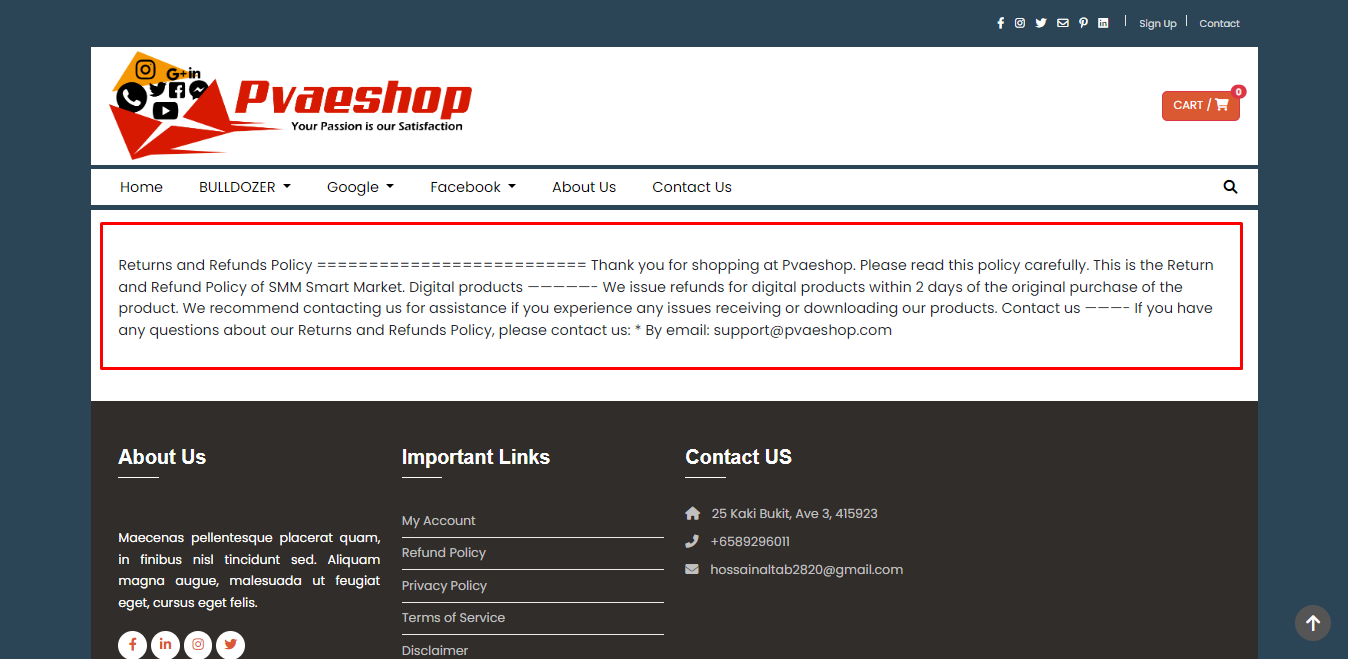 Sign Up
Contact
G+ in
Pvaeshop
Your Passion is our Satisfaction
CART /
0
Home
BULLDOZER
Google
Facebook
About Us
Contact Us
Returns and Refunds Policy ========================== Thank you for shopping at Pvaeshop. Please read this policy carefully. This is the Return
and Refund Policy of SMM Smart Market. Digital products —————- We issue refunds for digital products within 2 days of the original purchase of the
product. We recommend contacting us for assistance if you experience any issues receiving or downloading our products. Contact us ———- If you have
any questions about our Returns and Refunds Policy, please contact us: * By email: support@pvaeshop.com
About Us
Maecenas pellentesque placerat quam,
in finibus nisl tincidunt sed. Aliquam
magna augue, malesuada ut feugiat
eget, cursus eget felis.
Important Links
My Account
Refund Policy
Privacy Policy
Terms of Service
Disclaimer
Contact US
25 Kaki Bukit, Ave 3, 415923
+6589296011
hossainaltab2820@gmail.com